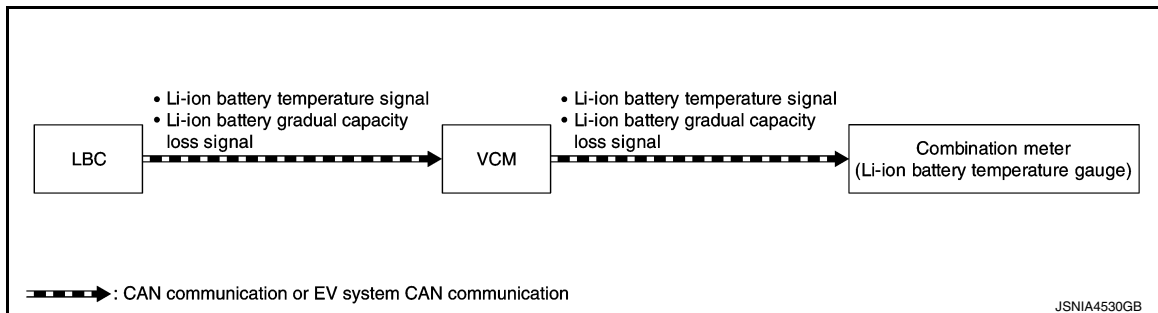 • Li-ion battery temperature signal
• Li-ion battery gradual capacity
loss signal
• Li-ion battery temperature signal
• Li-ion battery gradual capacity
loss signal
LBC
VCM
Combination meter
(Li-ion battery temperature gauge)
: CAN communication or EV system CAN communication
JSNIA4530GB